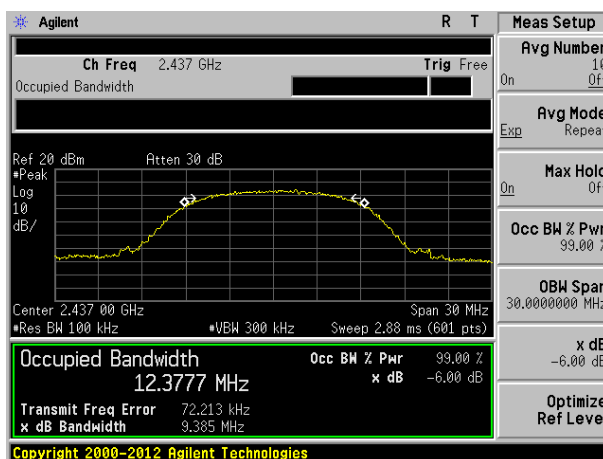 Agilent R T
Ch Freq 2.437 GHz Trig Free
Occupied Bandwidth
Ref 20 dBm Atten 30 dB
#Peak
Log
10
dB/
Center 2.437 00 GHz Span 30 MHz
#Res BW 100 kHz #VBW 300 kHz Sweep 2.88 ms (601 pts)
Occupied Bandwidth Occ BW % Pwr 99.00 %
12.3777 MHz x dB -6.00 dB
Transmit Freq Error 72.213 kHz
x dB Bandwidth 9.385 MHz
Copyright 2000-2012 Agilent Technologies
Meas Setup
Avg Number
10
On Of
Avg Mode
Exp Repea
Max Hold
On Of
Occ BW % Pwr
99.00 %
OBW Span
30.0000000 MHz
x dB
-6.00 dB
Optimize
Ref Leve